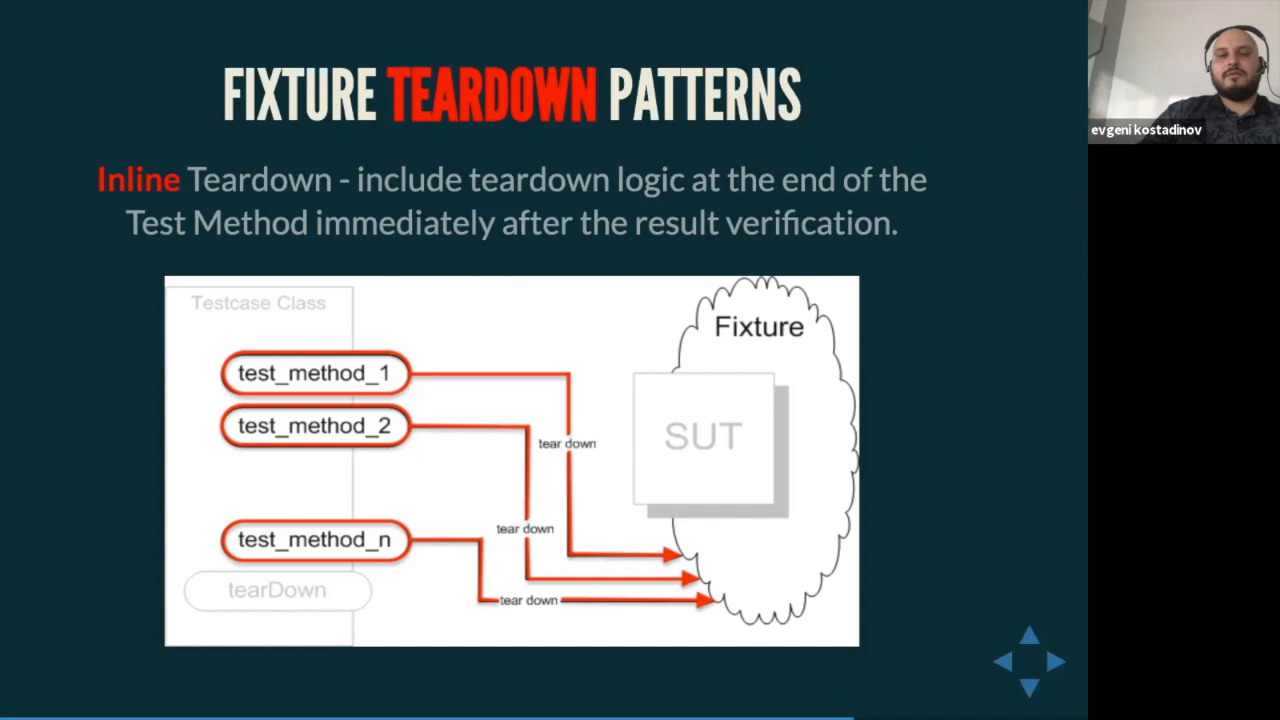 FIXTURE TEARDOWN PATTERNS
evgeni kostadinov
Inline Teardown - include teardown logic at the end of the
Test Method immediately after the result verification.
Testcase Class
Fixture
test_method_1
test_method_2
tear down
SUT
tear down
test_method_n
tearDown
tear down